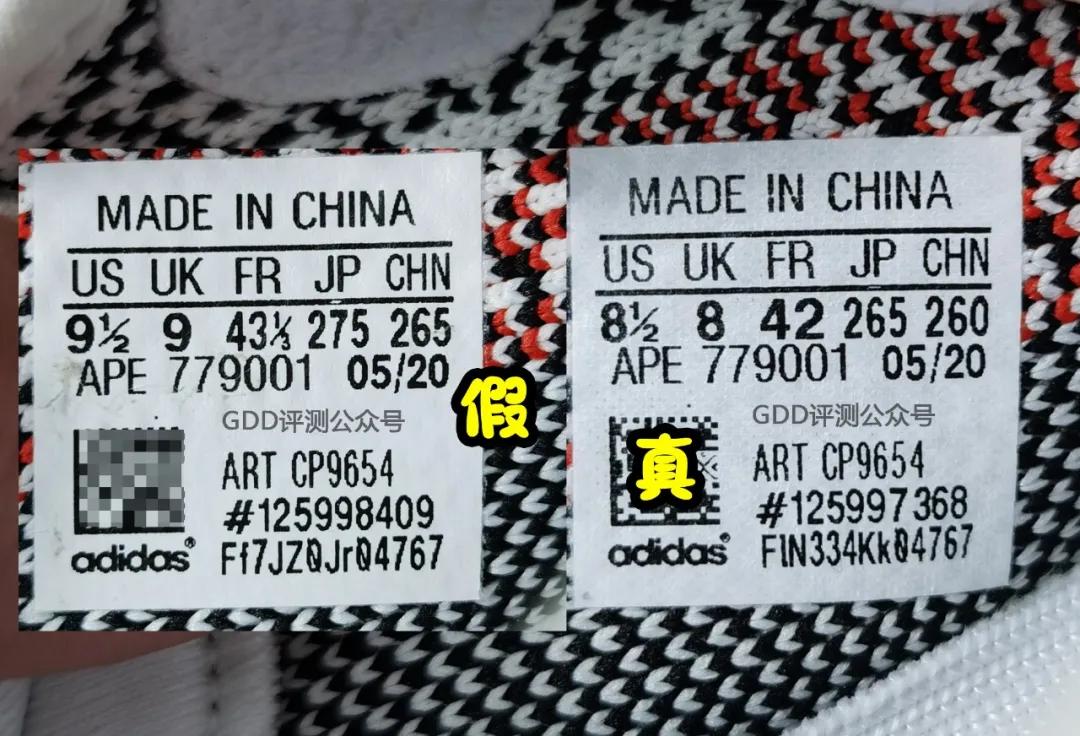 MADE IN CHINA
US UK FR JP CHN
9½ 9 43⅓ 275 265
APE 779001 05/20
假
GDD评测公众号
ART CP9654
#125998409
Ff7JZQJrQ4767
adidas®
MADE IN CHINA
US UK FR JP CHN
8½ 8 42 265 260
APE 779001 05/20
GDD评测公众号
真
ART CP9654
#125997368
FlN334Kk04767
adidas®